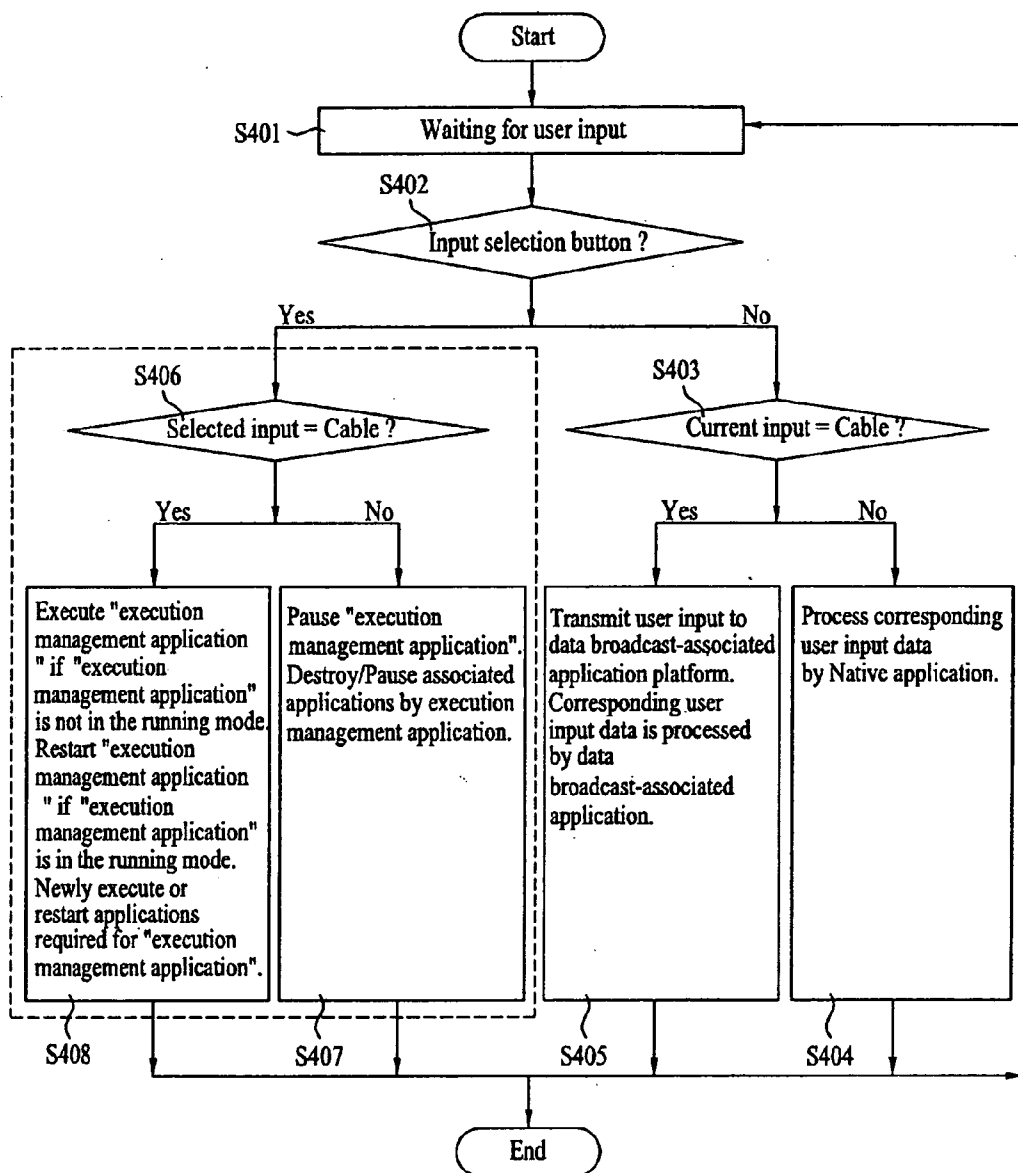 Start
S401
Waiting for user input
S402
Input selection button ?
Yes
No
S406
Selected input = Cable ?
S403
Current input = Cable ?
Yes
No
Yes
No
Execute "execution
management application
" if "execution
management application"
is not in the running mode.
Restart "execution
management application
" if "execution
management application"
is in the running mode.
Newly execute or
restart applications
required for "execution
management application".
Pause "execution
management application".
Destroy/Pause associated
applications by execution
management application.
Transmit user input to
data broadcast-associated
application platform.
Corresponding user
input data is processed
by data
broadcast-associated
application.
Process corresponding
user input data
by Native application.
S408
S407
S405
S404
End